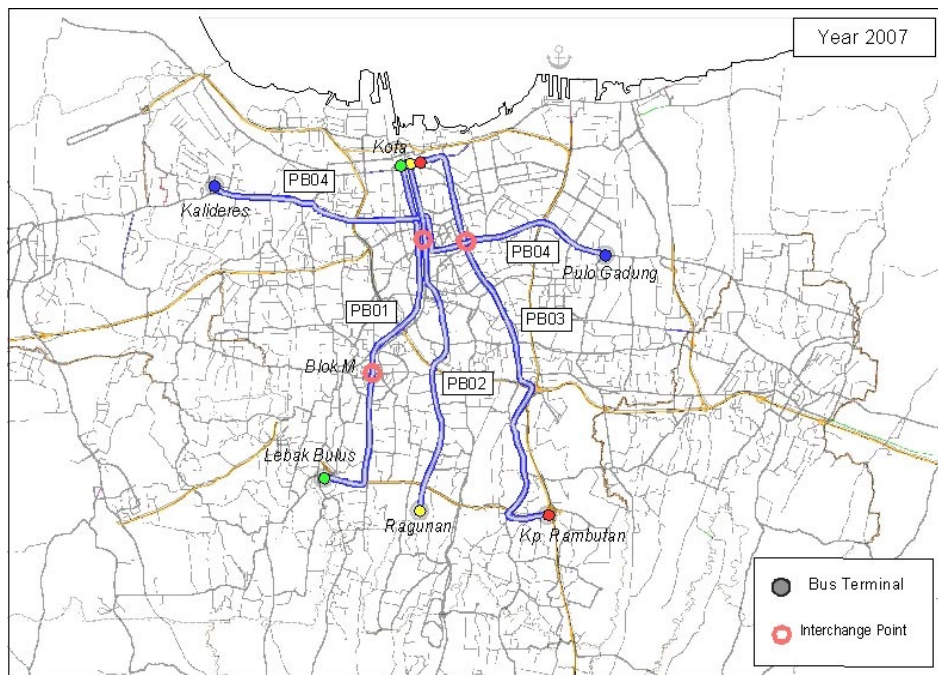 Year 2007
Kota
PB04
Kalideres
PB04
Pulo Gadung
PB01
PB03
Blok M
PB02
Lebak Bulus
Ragunan
Kp. Rambutan
Bus Terminal
Interchange Point